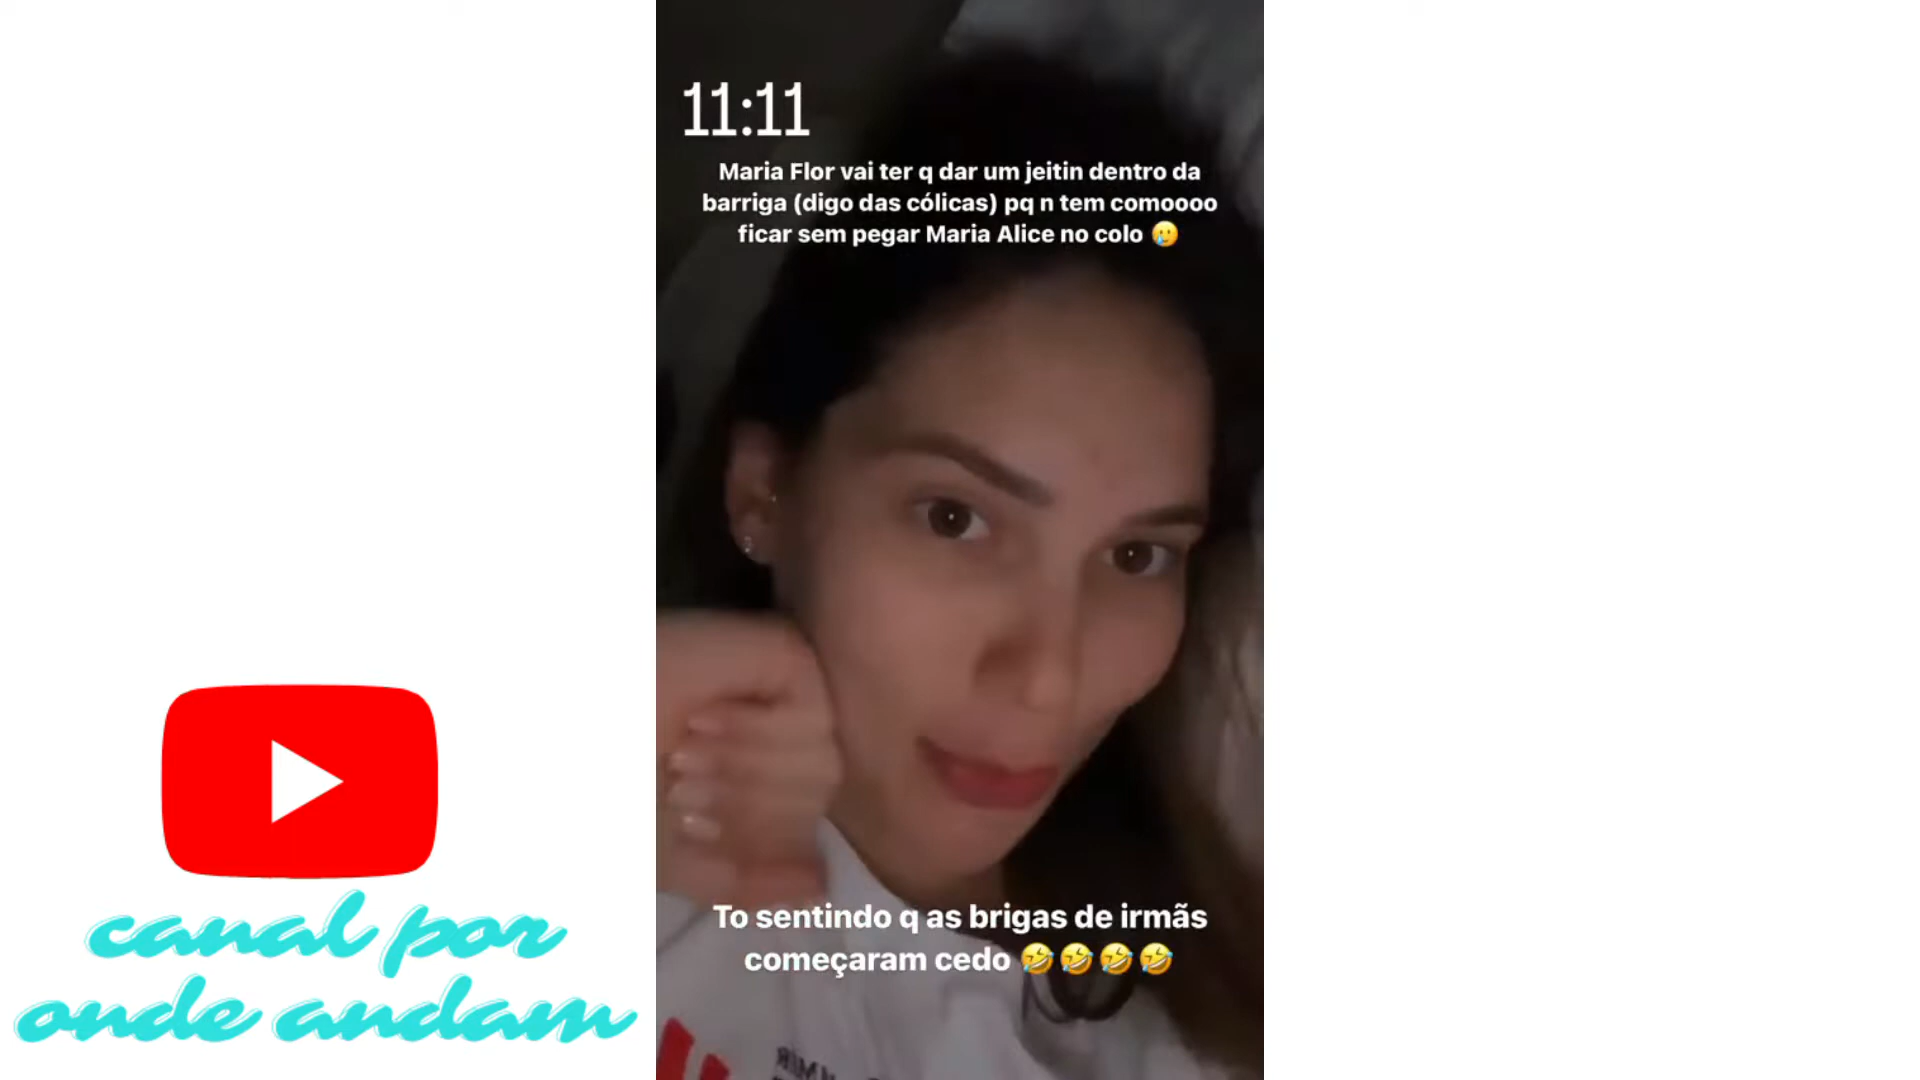 11:11
Maria Flor vai ter q dar um jeitin dentro da
barriga (digo das cólicas) pq n tem comoooo
ficar sem pegar Maria Alice no colo 🥲
To sentindo q as brigas de irmãs
começaram cedo 🤣🤣🤣🤣
canal por
onde andam